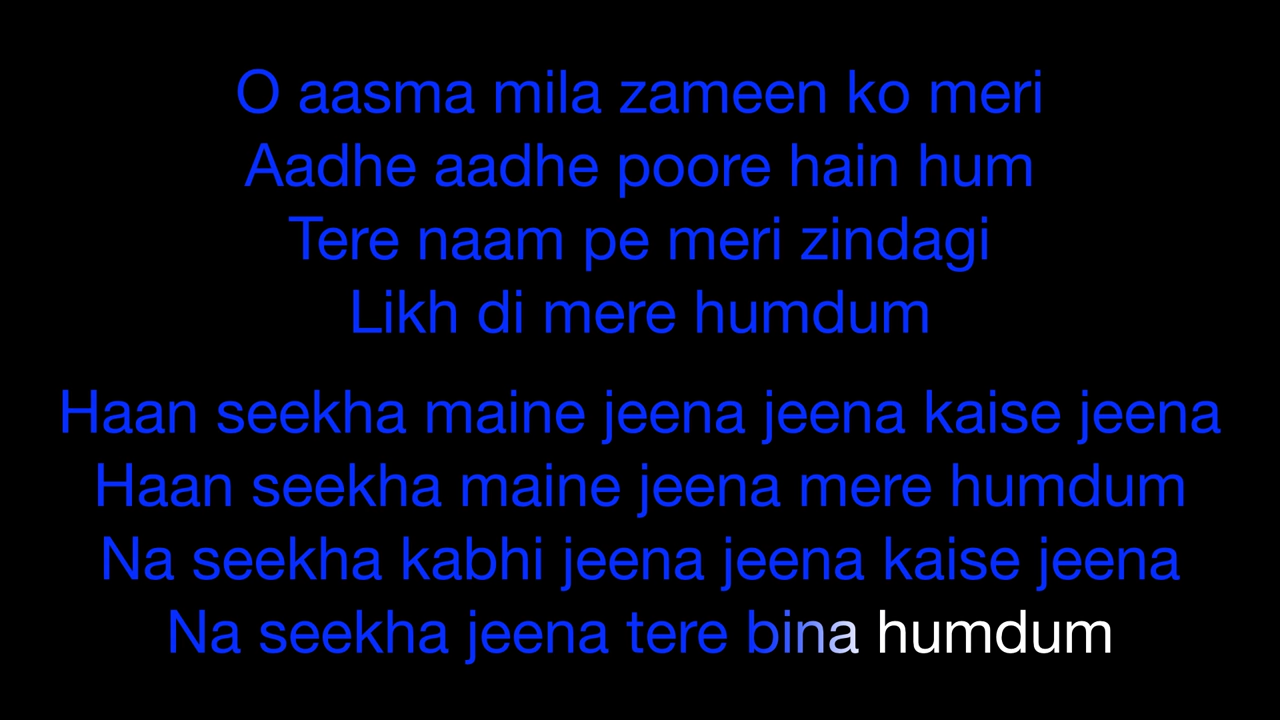 O aasma mila zameen ko meri
Aadhe aadhe poore hain hum
Tere naam pe meri zindagi
Likh di mere humdum
Haan seekha maine jeena jeena kaise jeena
Haan seekha maine jeena mere humdum
Na seekha kabhi jeena jeena kaise jeena
Na seekha jeena tere bina humdum